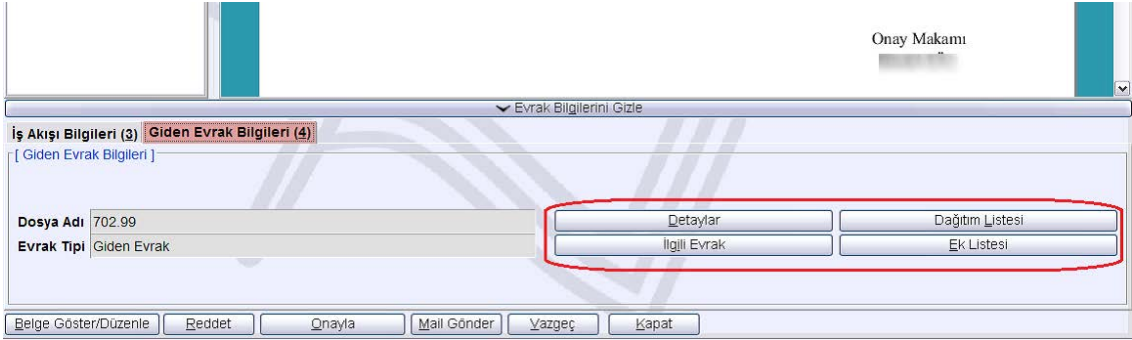 Onay Makamı
Evrak Bilgilerini Gizle
İş Akışı Bilgileri (3) Giden Evrak Bilgileri (4)
[ Giden Evrak Bilgileri ]
Dosya Adı 702.99 Detaylar Dağıtım Listesi
Evrak Tipi Giden Evrak İlgili Evrak Ek Listesi
Belge Göster/Düzenle Reddet Onayla Mail Gönder Vazgeç Kapat